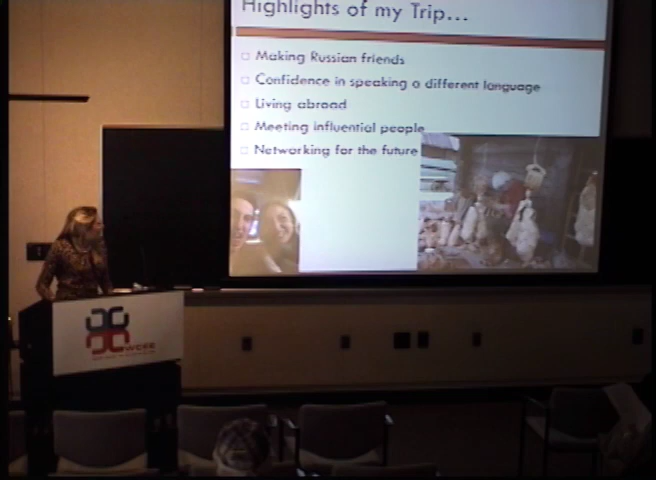 Highlights of my Trip...
Making Russian friends
Confidence in speaking a different language
Living abroad
Meeting influential people
Networking for the future
WCEE